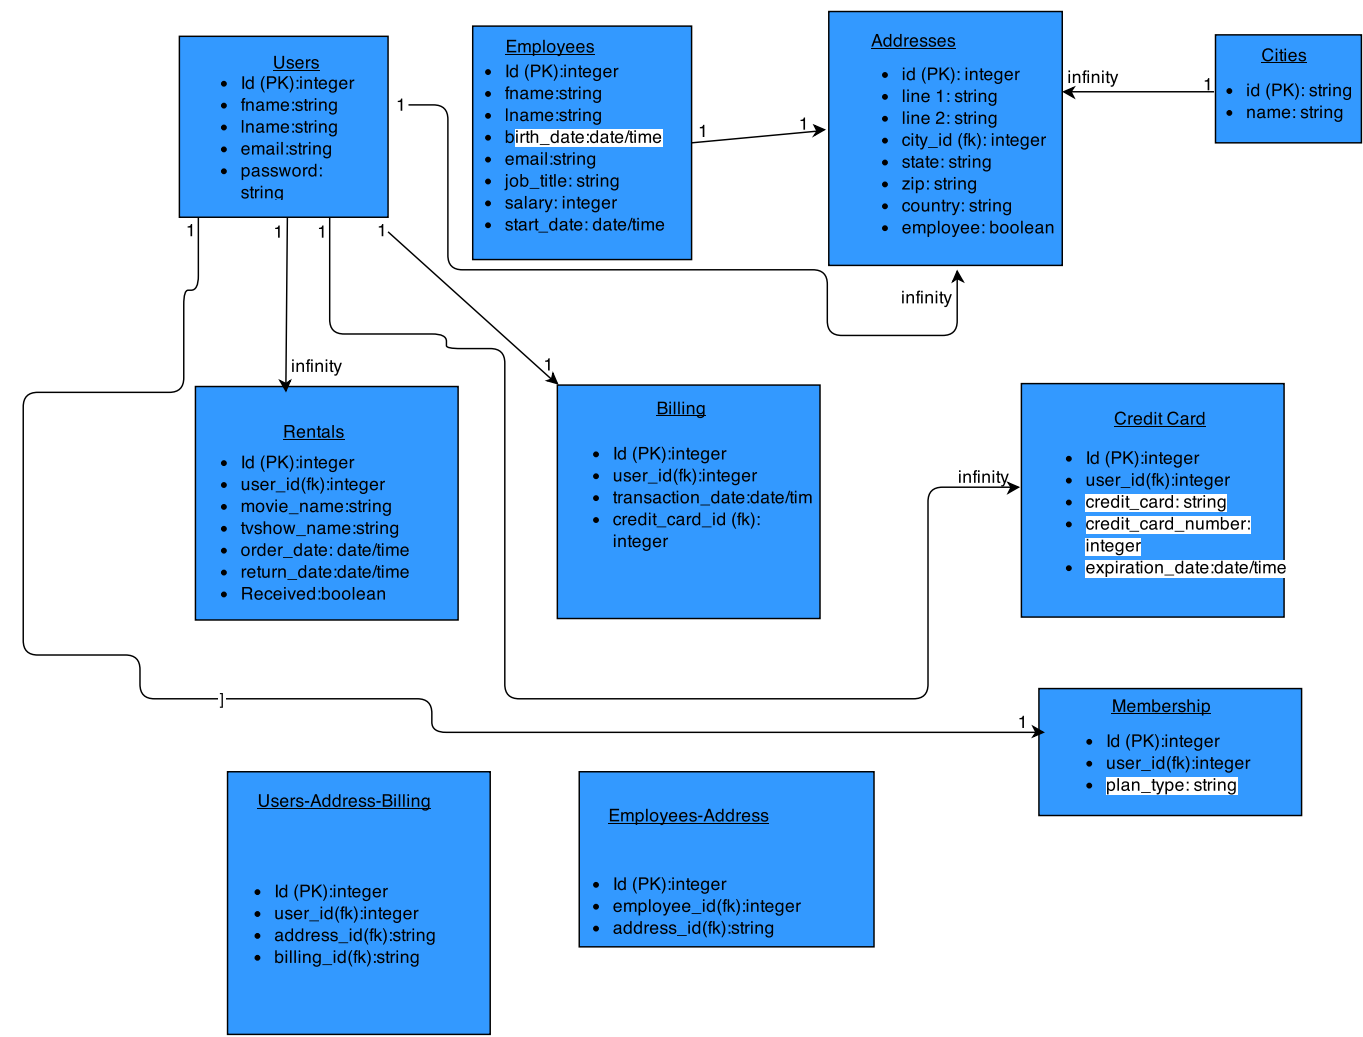 Users
Id (PK):integer
fname:string
lname:string
email:string
password:
string
Employees
Id (PK):integer
fname:string
lname:string
birth_date:date/time
email:string
job_title: string
salary: integer
start_date: date/time
Addresses
id (PK): integer
line 1: string
line 2: string
city_id (fk): integer
state: string
zip: string
country: string
employee: boolean
Cities
id (PK): string
name: string
1
1
1
infinity
1
1
1
1
1
infinity
infinity
1
Rentals
Id (PK):integer
user_id(fk):integer
movie_name:string
tvshow_name:string
order_date: date/time
return_date:date/time
Received:boolean
Billing
Id (PK):integer
user_id(fk):integer
transaction_date:date/tim
credit_card_id (fk):
integer
infinity
Credit Card
Id (PK):integer
user_id(fk):integer
credit_card: string
credit_card_number:
integer
expiration_date:date/time
]
1
Membership
Id (PK):integer
user_id(fk):integer
plan_type: string
Users-Address-Billing
Id (PK):integer
user_id(fk):integer
address_id(fk):string
billing_id(fk):string
Employees-Address
Id (PK):integer
employee_id(fk):integer
address_id(fk):string